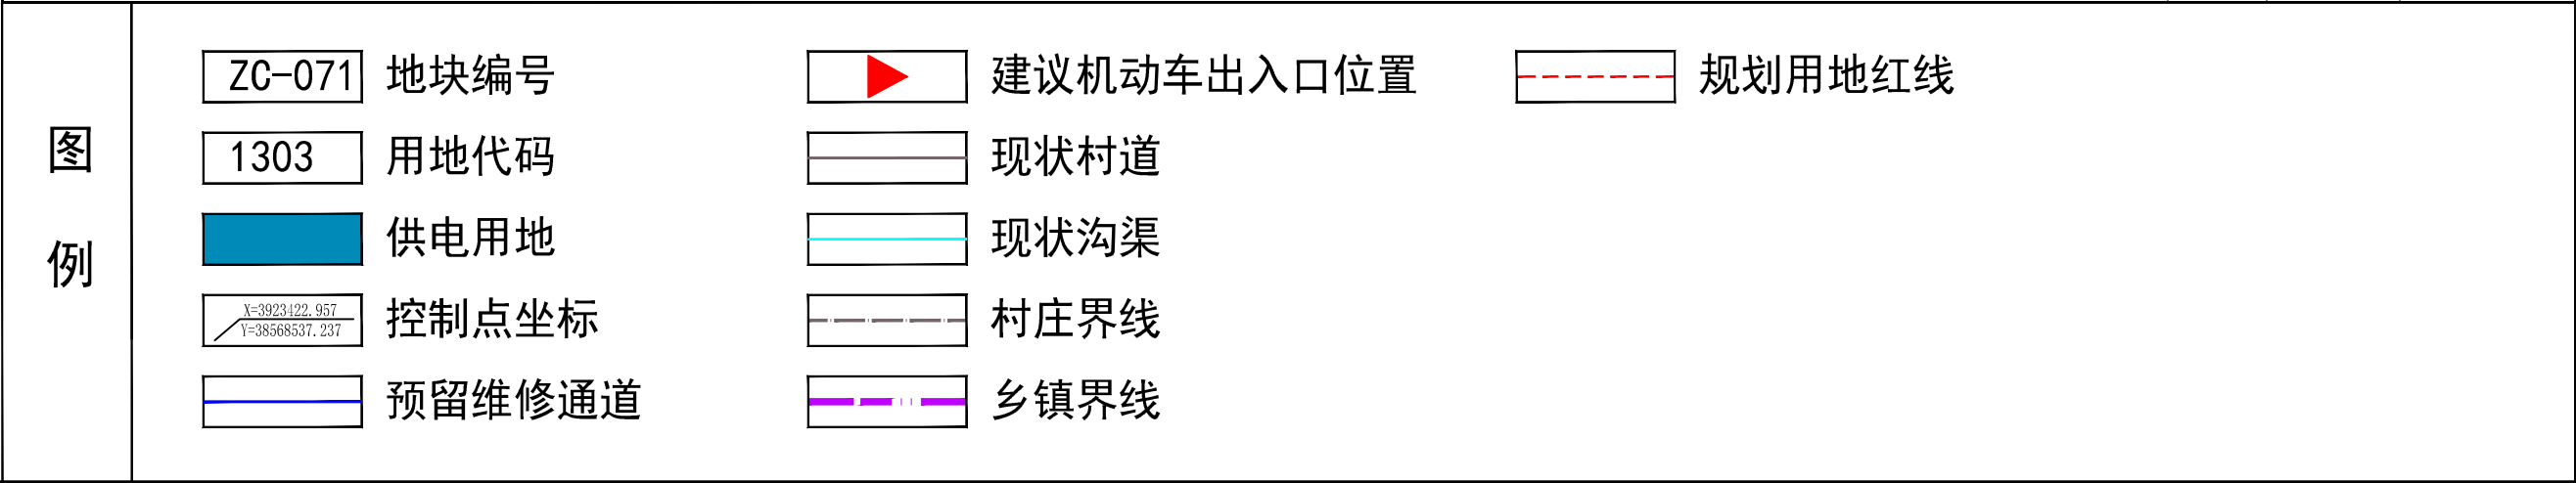 图例
ZC-071 地块编号
1303 用地代码
供电用地
X=3923422.957
Y=38568537.237
控制点坐标
预留维修通道
建议机动车出入口位置
现状村道
现状沟渠
村庄界线
乡镇界线
规划用地红线